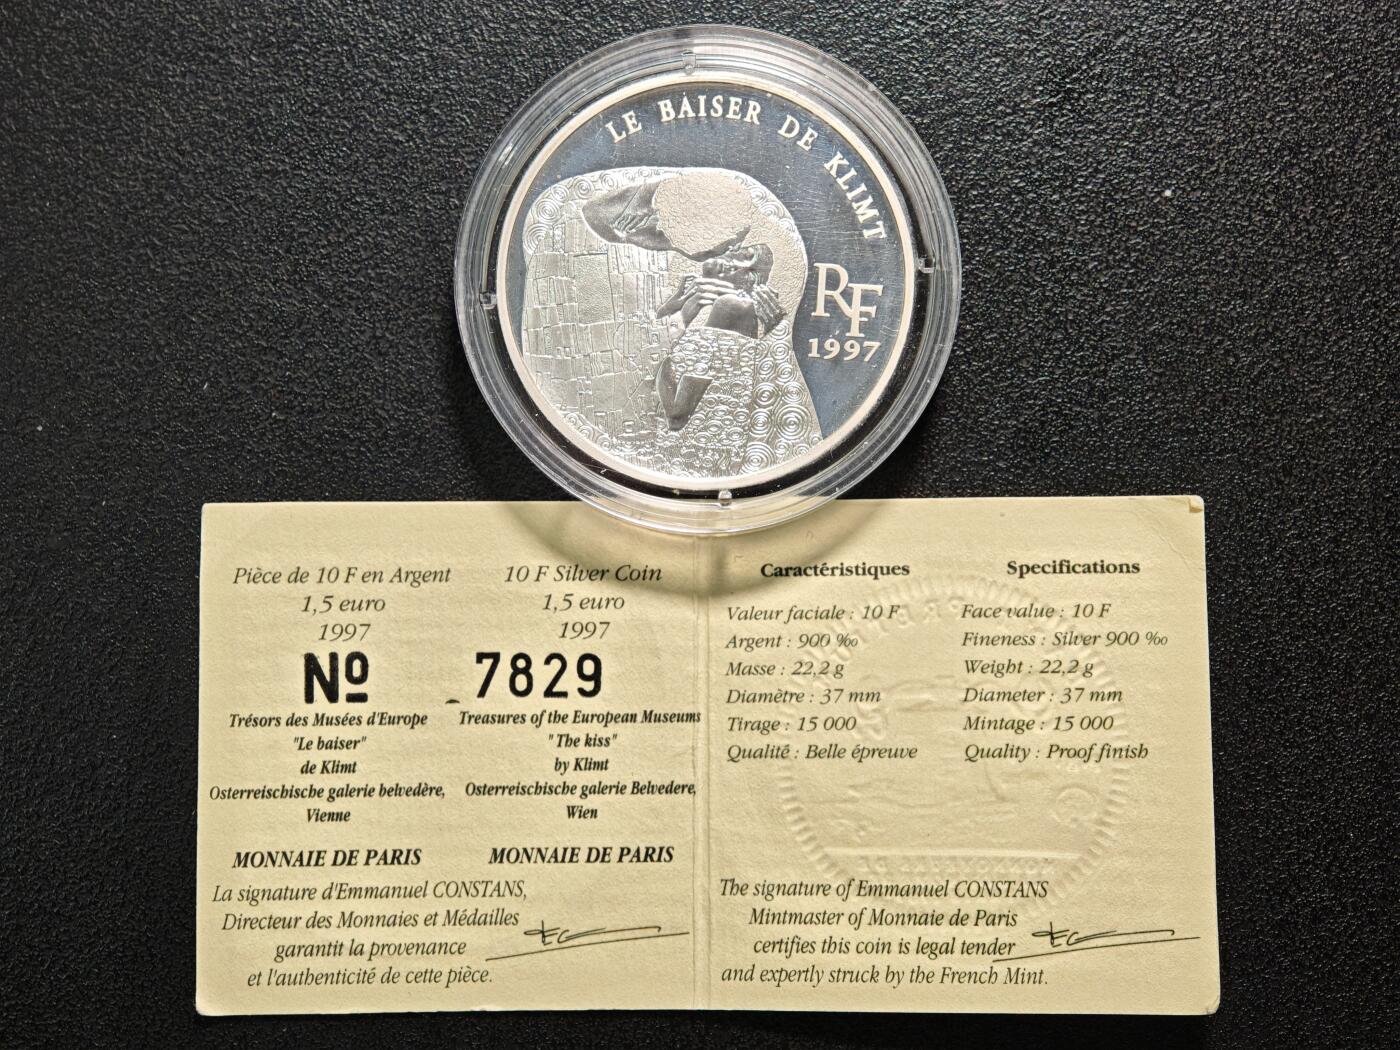 LE BAISER DE KLIMT
RF
1997
Pièce de 10 F en Argent
1,5 euro
1997
10 F Silver Coin
1,5 euro
1997
Nº 7829
Trésors des Musées d'Europe
"Le baiser"
de Klimt
Osterreischische galerie belvedère,
Vienne
Treasures of the European Museums
"The kiss"
by Klimt
Osterreischische galerie Belvedere,
Wien
MONNAIE DE PARIS
MONNAIE DE PARIS
La signature d'Emmanuel CONSTANS,
Directeur des Monnaies et Médailles
garantit la provenance
et l'authenticité de cette pièce.
Caractéristiques
Valeur faciale : 10 F
Argent : 900 ‰
Masse : 22,2 g
Diamètre : 37 mm
Tirage : 15 000
Qualité : Belle épreuve
Specifications
Face value : 10 F
Fineness : Silver 900 ‰
Weight : 22,2 g
Diameter : 37 mm
Mintage : 15 000
Quality : Proof finish
The signature of Emmanuel CONSTANS
Mintmaster of Monnaie de Paris
certifies this coin is legal tender
and expertly struck by the French Mint.